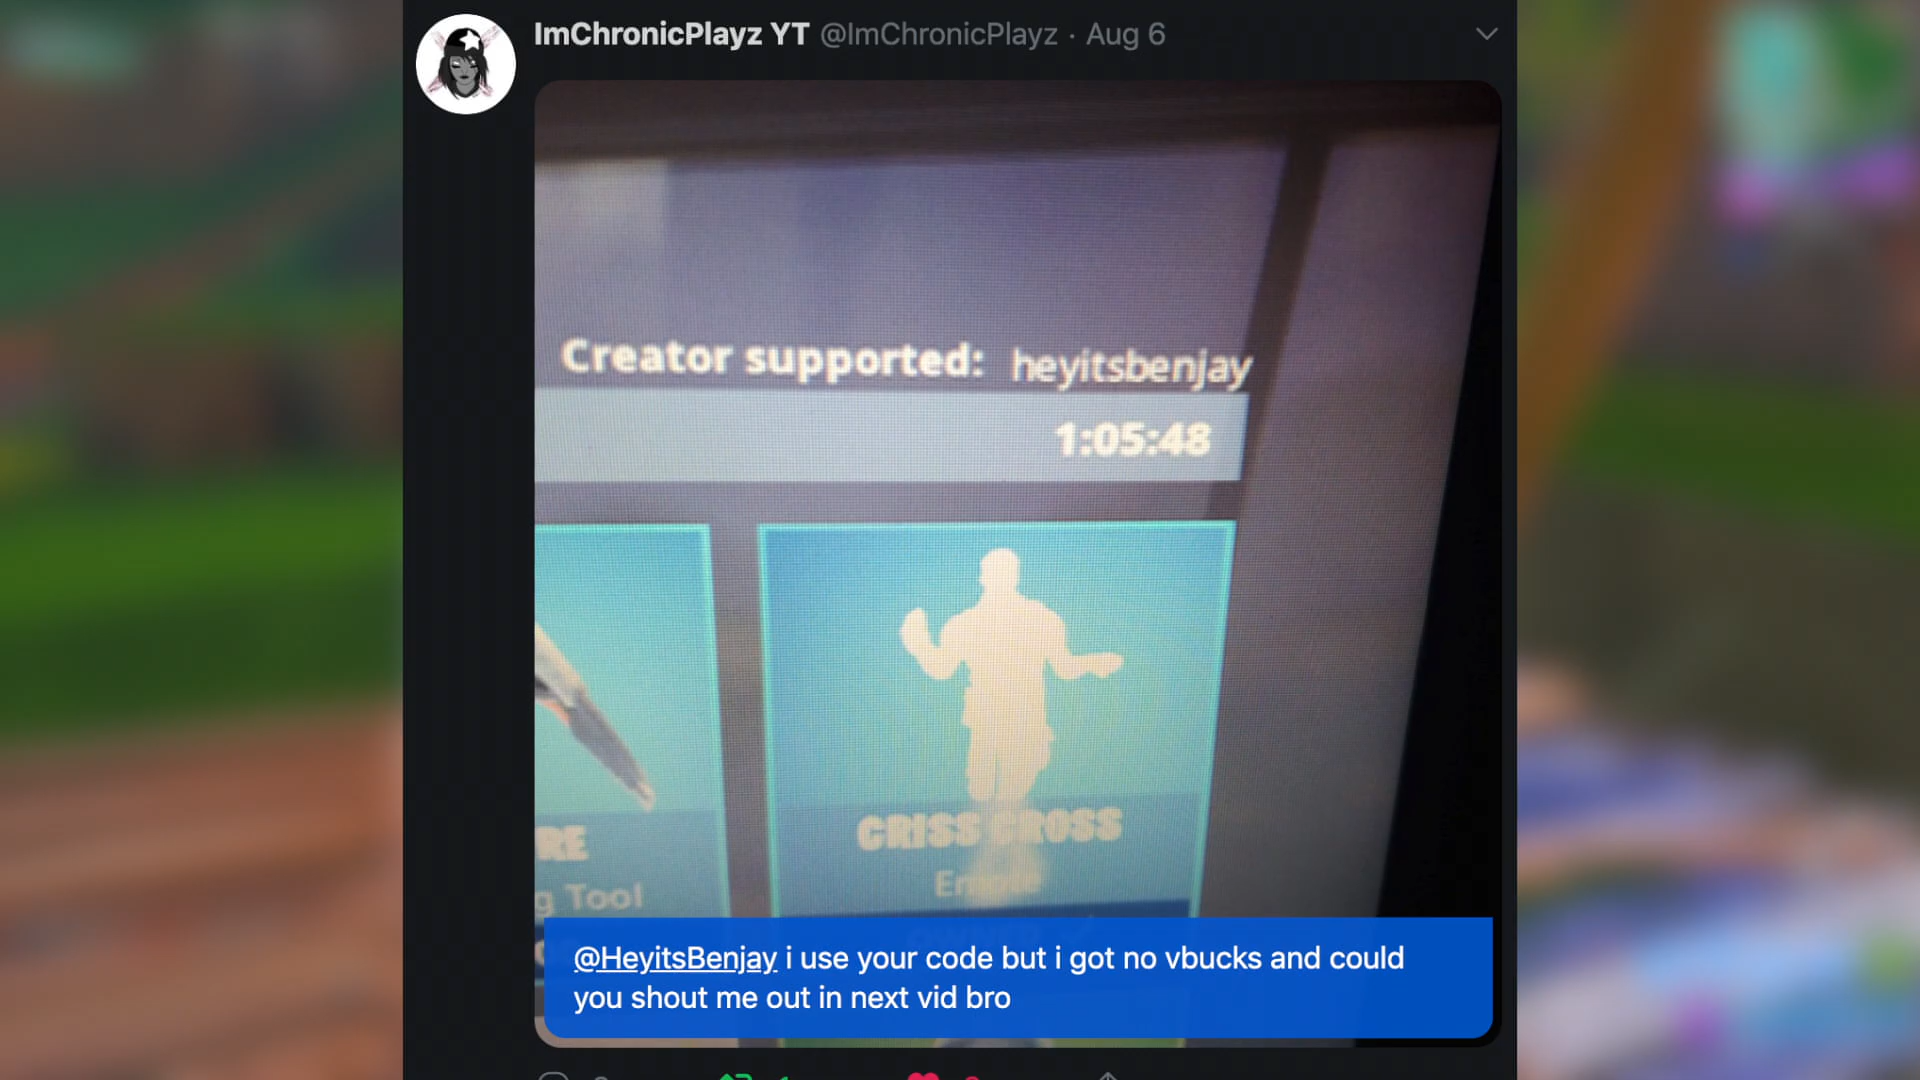 ImChronicPlayz YT @ImChronicPlayz · Aug 6
Creator supported: heyitsbenjay
1:05:48
RE
g Tool
CRISS CROSS
Emote
@HeyitsBenjay i use your code but i got no vbucks and could
you shout me out in next vid bro